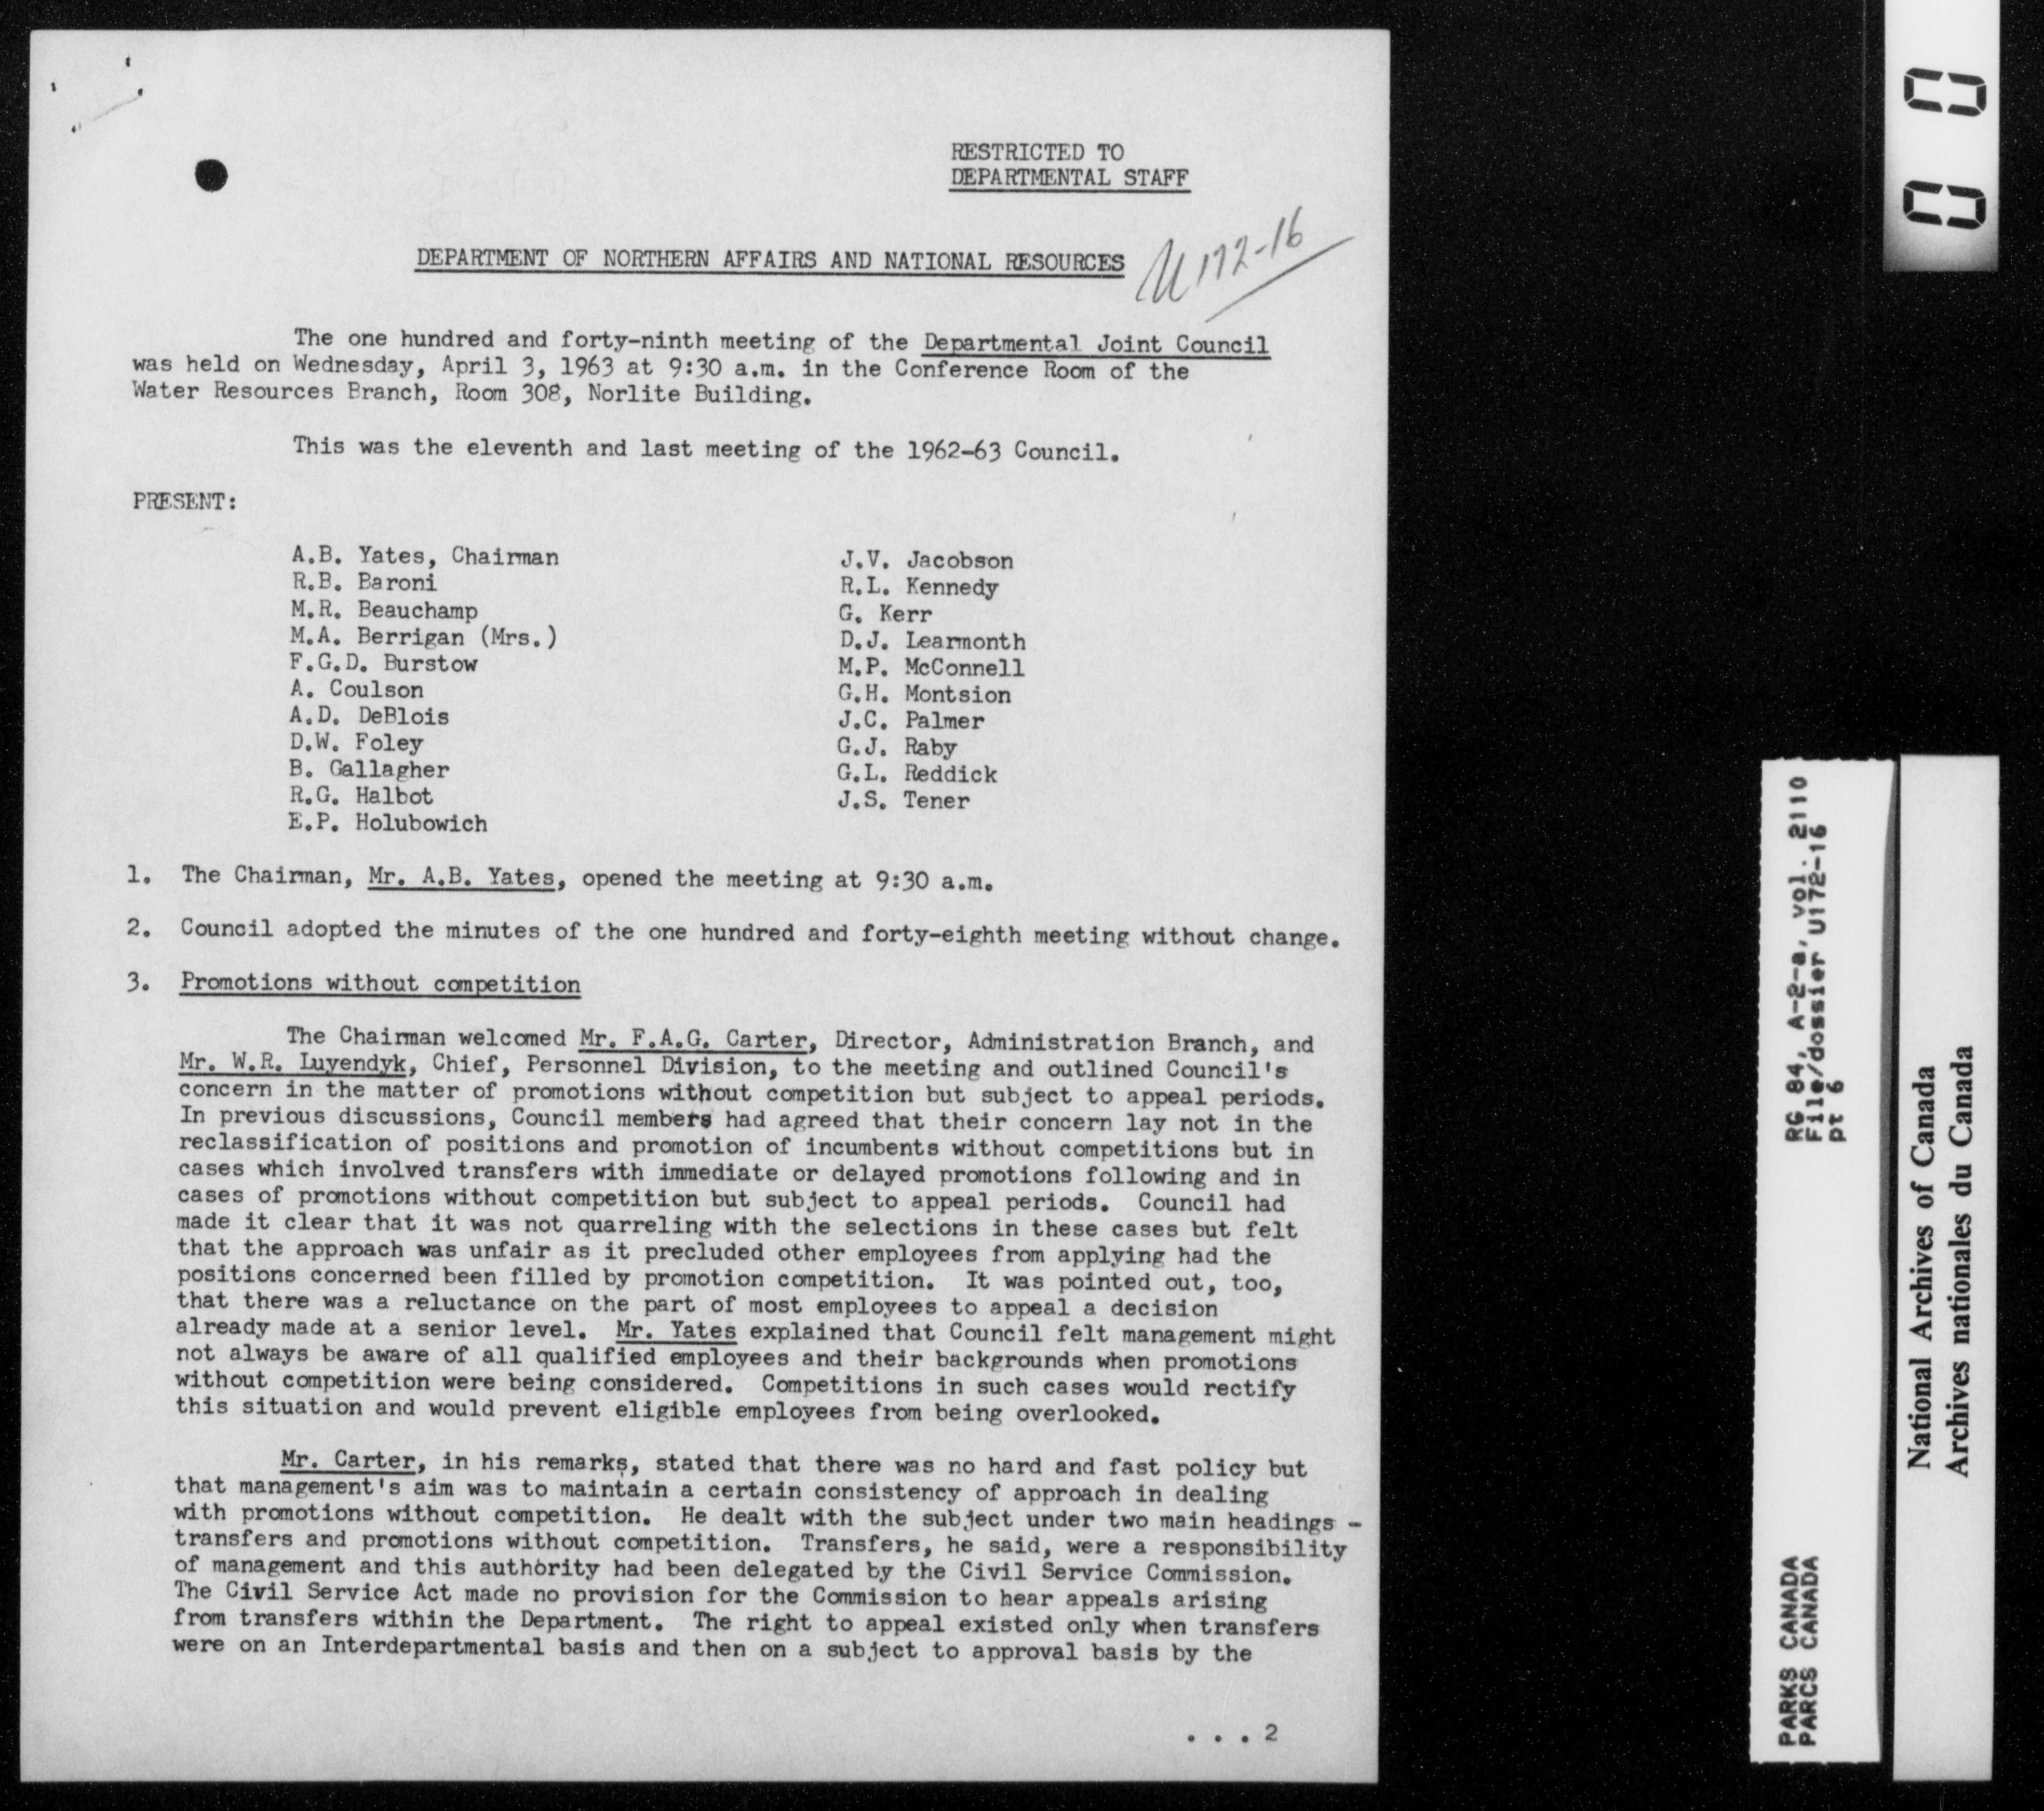 RESTRICTED TO
DEPARTMENTAL STAFF
DEPARTMENT OF NORTHERN AFFAIRS AND NATIONAL RESOURCES
U172-16
The one hundred and forty-ninth meeting of the Departmental Joint Council
was held on Wednesday, April 3, 1963 at 9:30 a.m. in the Conference Room of the
Water Resources Branch, Room 308, Norlite Building.
This was the eleventh and last meeting of the 1962-63 Council.
PRESENT:
A.B. Yates, Chairman
R.B. Baroni
M.R. Beauchamp
M.A. Berrigan (Mrs.)
F.G.D. Burstow
A. Coulson
A.D. DeBlois
D.W. Foley
B. Gallagher
R.G. Halbot
E.P. Holubowich
J.V. Jacobson
R.L. Kennedy
G. Kerr
D.J. Learmonth
M.P. McConnell
G.H. Montsion
J.C. Palmer
G.J. Raby
G.L. Reddick
J.S. Tener
1. The Chairman, Mr. A.B. Yates, opened the meeting at 9:30 a.m.
2. Council adopted the minutes of the one hundred and forty-eighth meeting without change.
3. Promotions without competition
The Chairman welcomed Mr. F.A.G. Carter, Director, Administration Branch, and
Mr. W.R. Luyendyk, Chief, Personnel Division, to the meeting and outlined Council's
concern in the matter of promotions without competition but subject to appeal periods.
In previous discussions, Council members had agreed that their concern lay not in the
reclassification of positions and promotion of incumbents without competitions but in
cases which involved transfers with immediate or delayed promotions following and in
cases of promotions without competition but subject to appeal periods. Council had
made it clear that it was not quarreling with the selections in these cases but felt
that the approach was unfair as it precluded other employees from applying had the
positions concerned been filled by promotion competition. It was pointed out, too,
that there was a reluctance on the part of most employees to appeal a decision
already made at a senior level. Mr. Yates explained that Council felt management might
not always be aware of all qualified employees and their backgrounds when promotions
without competition were being considered. Competitions in such cases would rectify
this situation and would prevent eligible employees from being overlooked.
Mr. Carter, in his remarks, stated that there was no hard and fast policy but
that management's aim was to maintain a certain consistency of approach in dealing
with promotions without competition. He dealt with the subject under two main headings -
transfers and promotions without competition. Transfers, he said, were a responsibility
of management and this authority had been delegated by the Civil Service Commission.
The Civil Service Act made no provision for the Commission to hear appeals arising
from transfers within the Department. The right to appeal existed only when transfers
were on an Interdepartmental basis and then on a subject to approval basis by the
. . . 2
RG 84, A-2-a, vol. 2110
File/dossier U172-16
pt 6
PARKS CANADA
PARCS CANADA
National Archives of Canada
Archives nationales du Canada
00